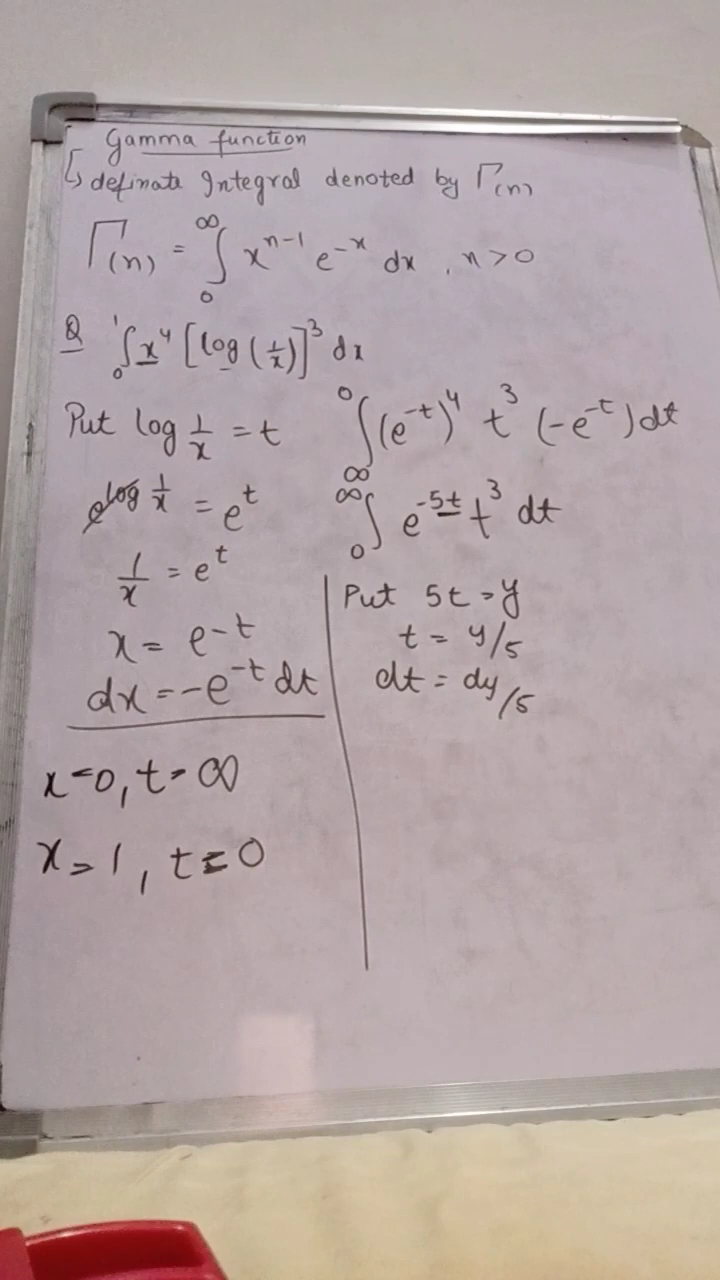 Gamma function
↳ definate Integral denoted by Γ(n)
Γ(n) = ∫₀^∞ x^(n-1) e^(-x) dx , n>0
Q ∫₀¹ x⁴ [log (1/x)]³ dx
Put log 1/x = t
e^(log 1/x) = e^t
1/x = e^t
x = e^(-t)
dx = -e^(-t) dt
x=0, t=∞
x=1, t=0
∫_∞^0 (e^(-t))⁴ t³ (-e^(-t)) dt
∫₀^∞ e^(-5t) t³ dt
Put 5t = y
t = y/5
dt = dy/5